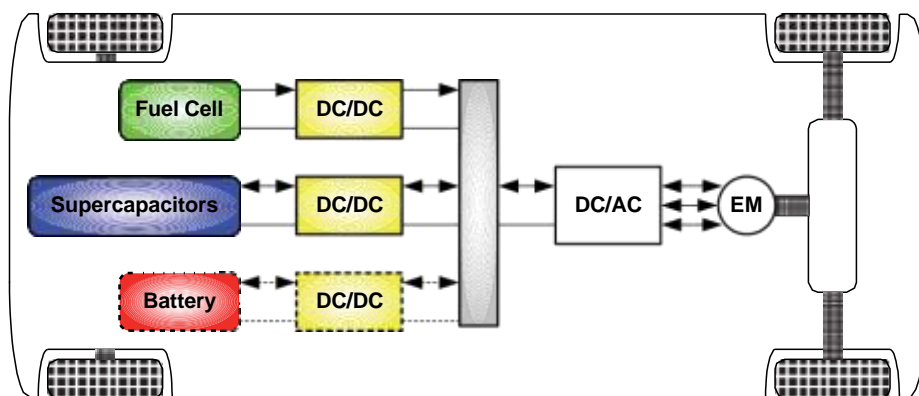 Fuel Cell
DC/DC
Supercapacitors
DC/DC
DC/AC
EM
Battery
DC/DC